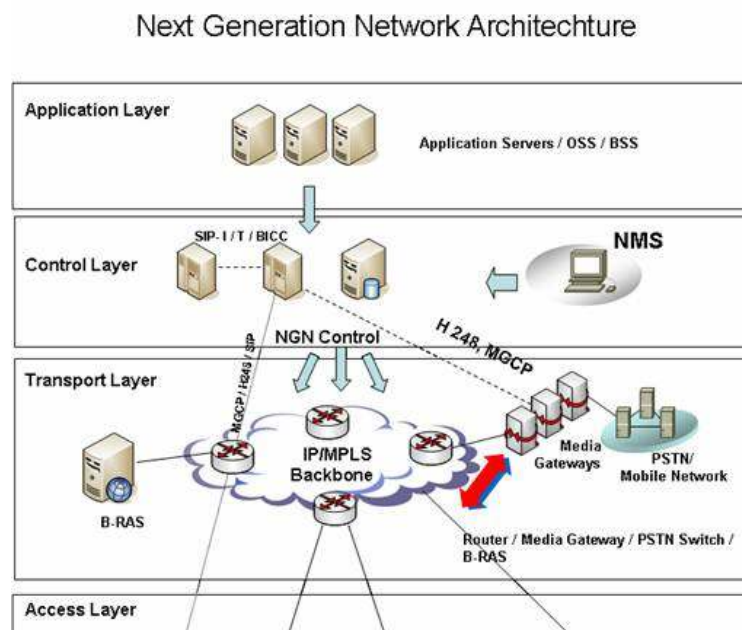 Next Generation Network Architechture
Application Layer
Application Servers / OSS / BSS
SIP- I / T / BICC
NMS
Control Layer
NGN Control
H 248, MGCP
MGCP / H248 / SIP
Transport Layer
IP/MPLS
Backbone
Media
Gateways
PSTN/
Mobile Network
B-RAS
Router / Media Gateway / PSTN Switch /
B-RAS
Access Layer